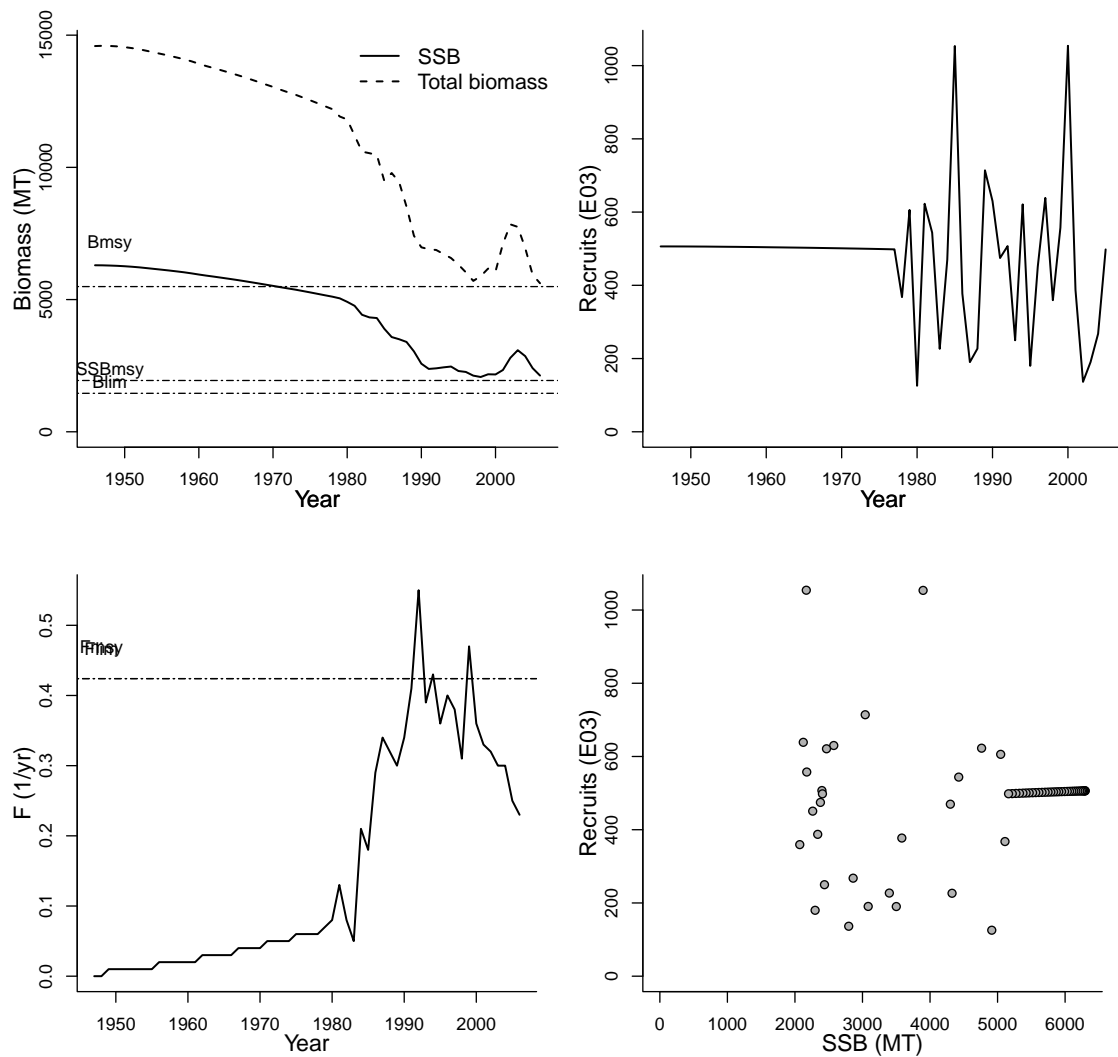 Biomass (MT)
15000
10000
5000
0
SSB
Total biomass
Bmsy
SSBmsy
Blim
1950 1960 1970 1980 1990 2000
Year
Recruits (E03)
1000
800
600
400
200
0
1950 1960 1970 1980 1990 2000
Year
F (1/yr)
0.5
0.4
0.3
0.2
0.1
0.0
Fmsy
Flim
1950 1960 1970 1980 1990 2000
Year
Recruits (E03)
1000
800
600
400
200
0
0 1000 2000 3000 4000 5000 6000
SSB (MT)